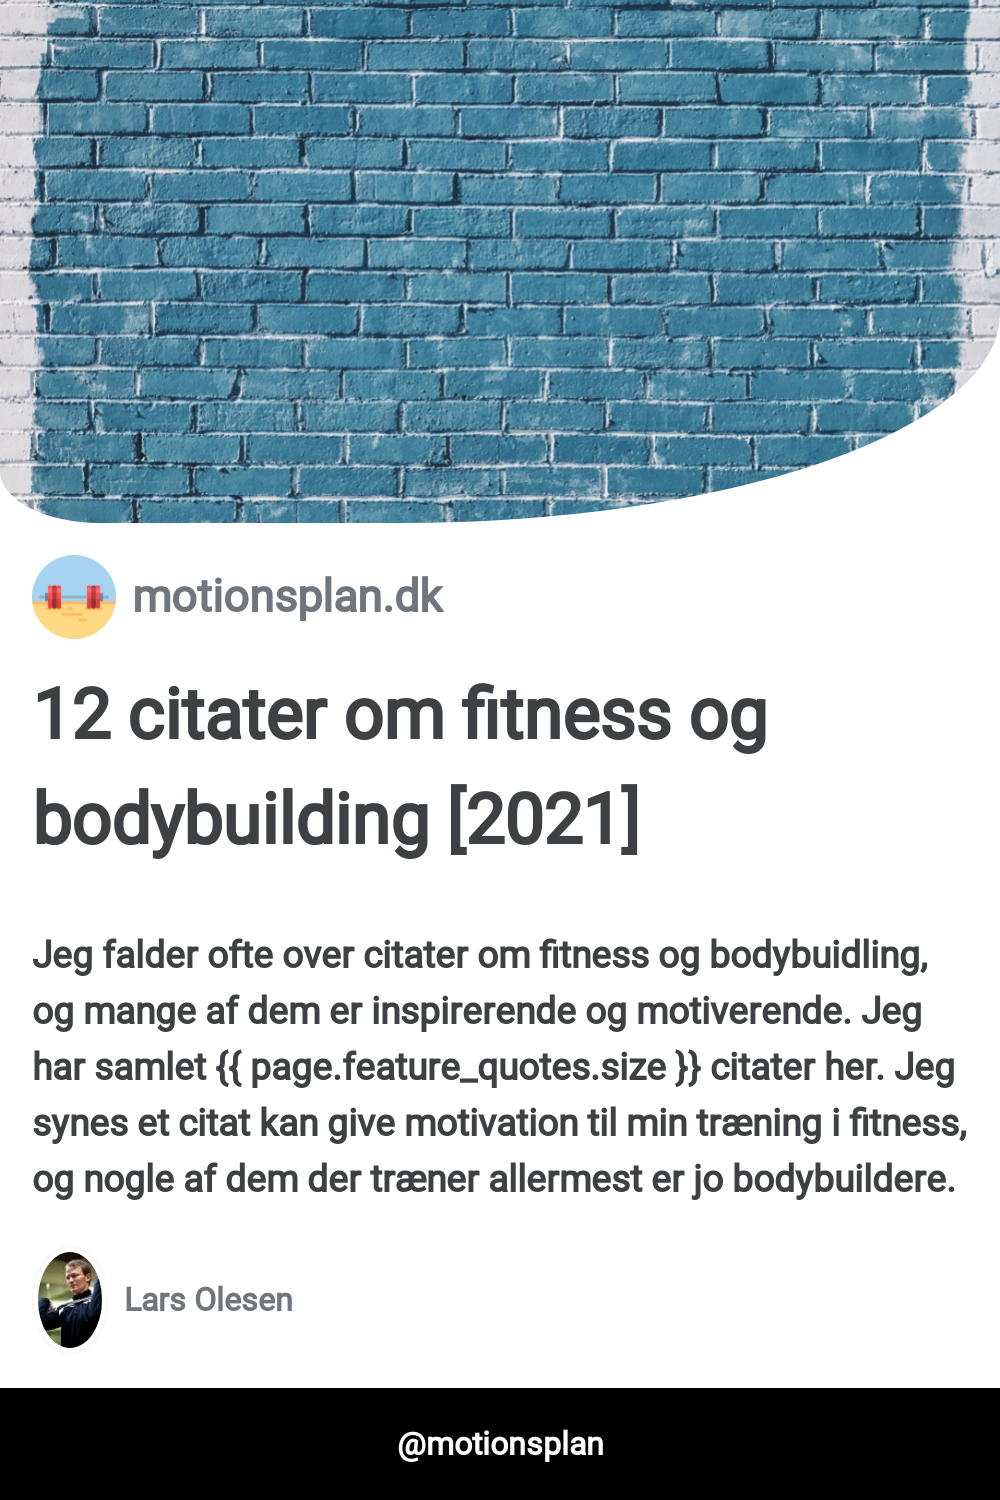 motionsplan.dk
12 citater om fitness og
bodybuilding [2021]
Jeg falder ofte over citater om fitness og bodybuidling,
og mange af dem er inspirerende og motiverende. Jeg
har samlet {{ page.feature_quotes.size }} citater her. Jeg
synes et citat kan give motivation til min træning i fitness,
og nogle af dem der træner allermest er jo bodybuildere.
Lars Olesen
@motionsplan